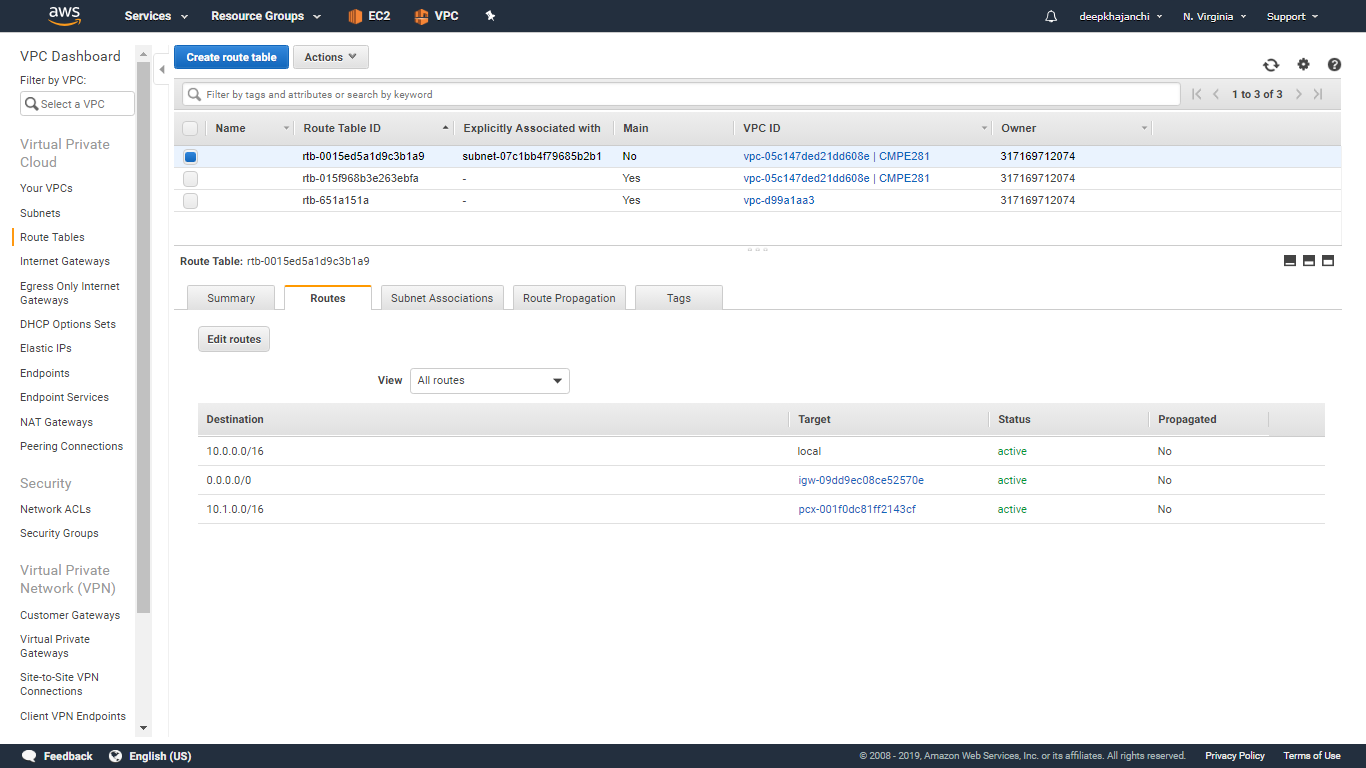 aws Services Resource Groups EC2 VPC deepkhajanchi N. Virginia Support
VPC Dashboard
Filter by VPC:
Select a VPC
Virtual Private
Cloud
Your VPCs
Subnets
Route Tables
Internet Gateways
Egress Only Internet
Gateways
DHCP Options Sets
Elastic IPs
Endpoints
Endpoint Services
NAT Gateways
Peering Connections
Security
Network ACLs
Security Groups
Virtual Private
Network (VPN)
Customer Gateways
Virtual Private
Gateways
Site-to-Site VPN
Connections
Client VPN Endpoints
Create route table Actions
Filter by tags and attributes or search by keyword 1 to 3 of 3
Name Route Table ID Explicitly Associated with Main VPC ID Owner
rtb-0015ed5a1d9c3b1a9 subnet-07c1bb4f79685b2b1 No vpc-05c147ded21dd608e | CMPE281 317169712074
rtb-015f968b3e263ebfa - Yes vpc-05c147ded21dd608e | CMPE281 317169712074
rtb-651a151a - Yes vpc-d99a1aa3 317169712074
Route Table: rtb-0015ed5a1d9c3b1a9
Summary Routes Subnet Associations Route Propagation Tags
Edit routes
View All routes
Destination Target Status Propagated
10.0.0.0/16 local active No
0.0.0.0/0 igw-09dd9ec08ce52570e active No
10.1.0.0/16 pcx-001f0dc81ff2143cf active No
Feedback English (US) © 2008 - 2019, Amazon Web Services, Inc. or its affiliates. All rights reserved. Privacy Policy Terms of Use